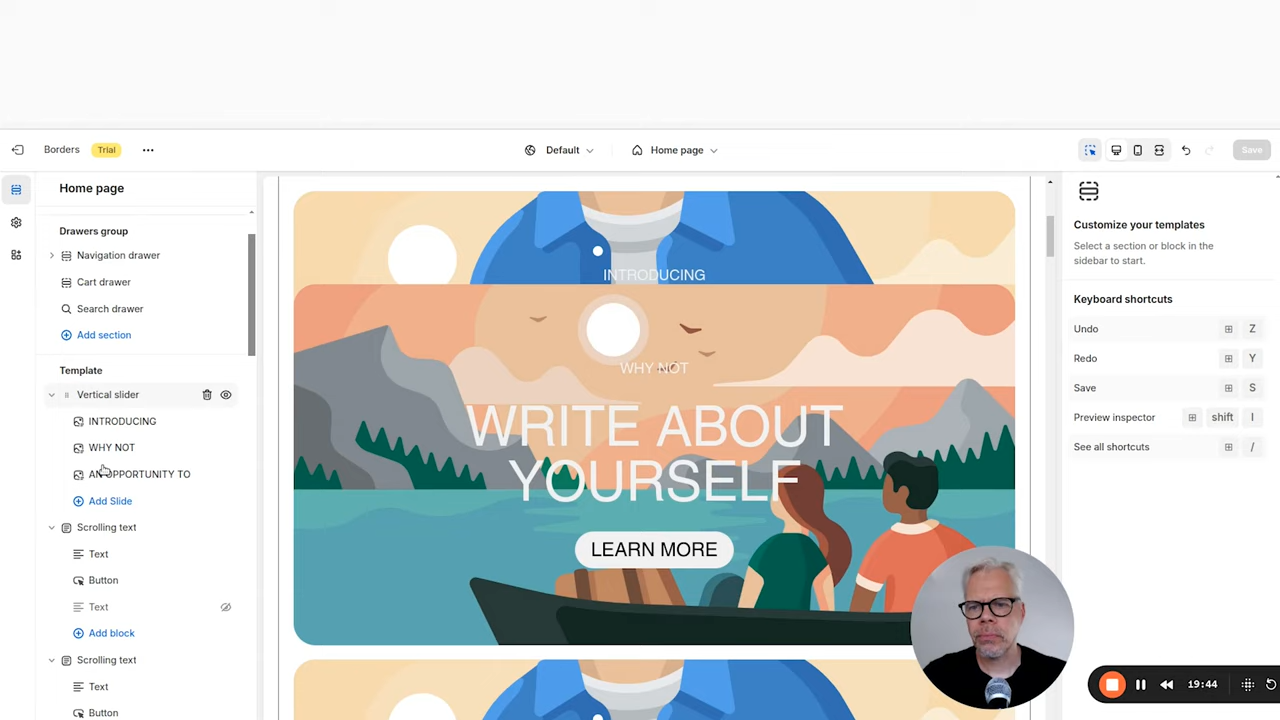 Borders
Trial
Default
Home page
Save
Home page
Drawers group
Navigation drawer
Cart drawer
Search drawer
Add section
Template
Vertical slider
INTRODUCING
WHY NOT
AN OPPORTUNITY TO
Add Slide
Scrolling text
Text
Button
Text
Add block
Scrolling text
Text
Button
INTRODUCING
WHY NOT
WRITE ABOUT
YOURSELF
LEARN MORE
Customize your templates
Select a section or block in the
sidebar to start.
Keyboard shortcuts
Undo Z
Redo Y
Save S
Preview inspector shift I
See all shortcuts /
19:44